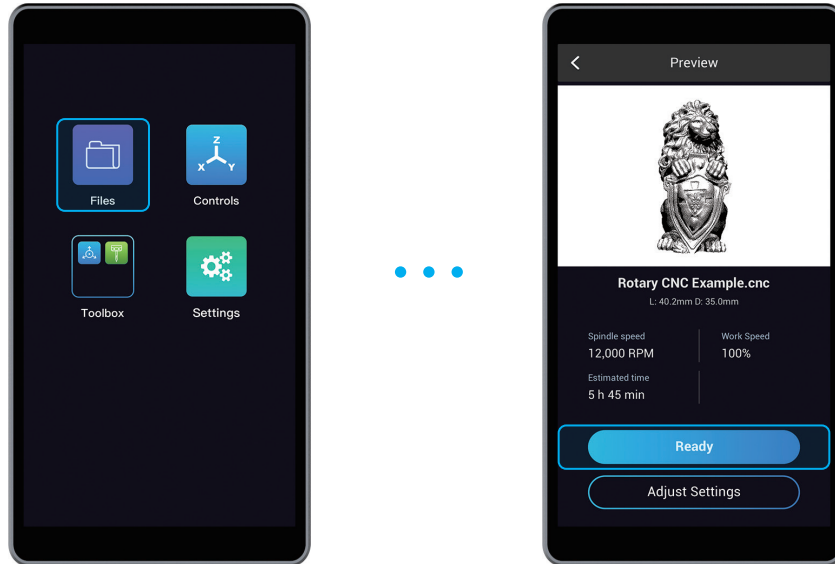 Files
Z
X Y
Controls
Toolbox
Settings
Preview
Rotary CNC Example.cnc
L: 40.2mm D: 35.0mm
Spindle speed
12,000 RPM
Work Speed
100%
Estimated time
5 h 45 min
Ready
Adjust Settings